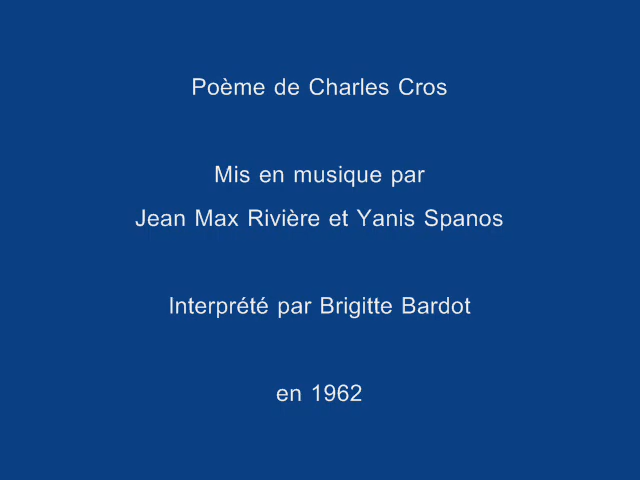 Poème de Charles Cros
Mis en musique par
Jean Max Rivière et Yanis Spanos
Interprété par Brigitte Bardot
en 1962